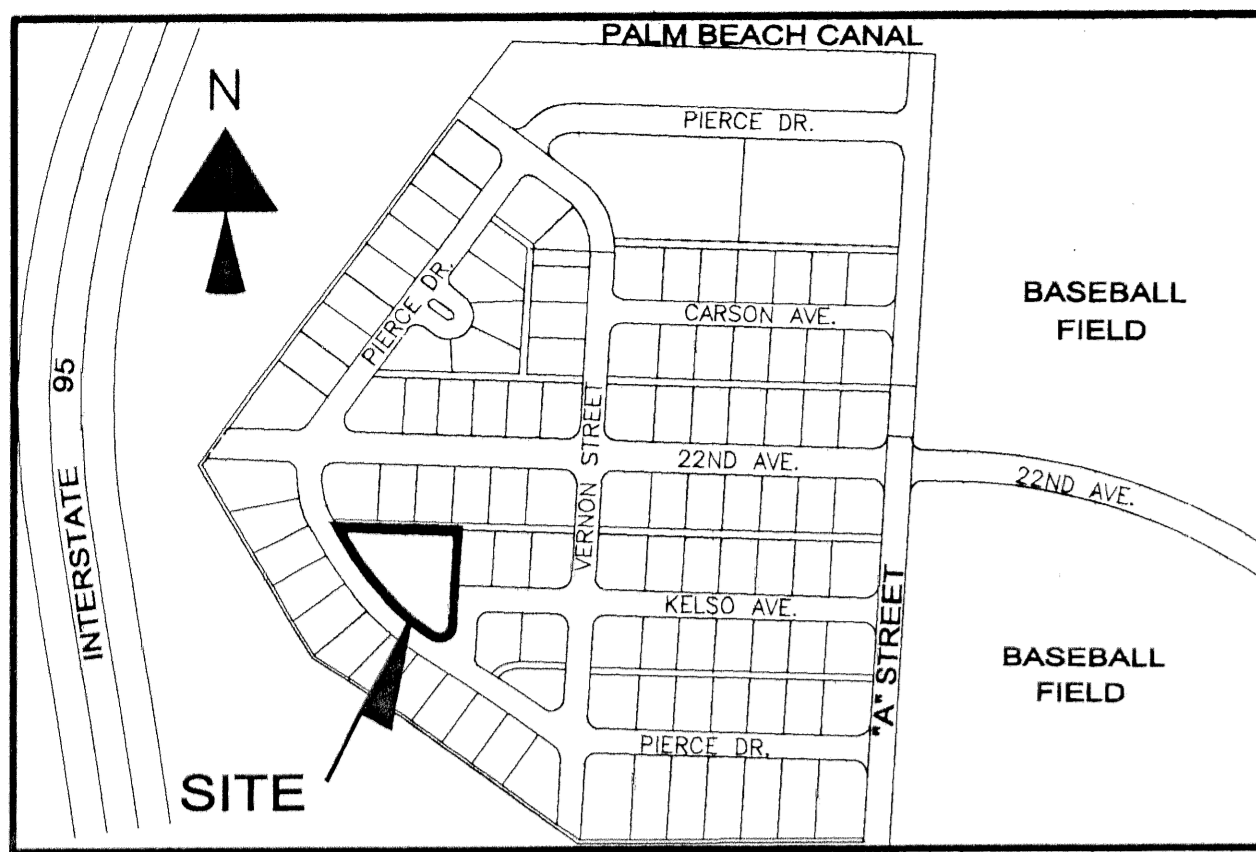 PALM BEACH CANAL
N
PIERCE DR.
PIERCE DR.
CARSON AVE.
BASEBALL
FIELD
INTERSTATE 95
VERNON STREET
22ND AVE.
22ND AVE.
KELSO AVE.
"A" STREET
BASEBALL
FIELD
PIERCE DR.
SITE